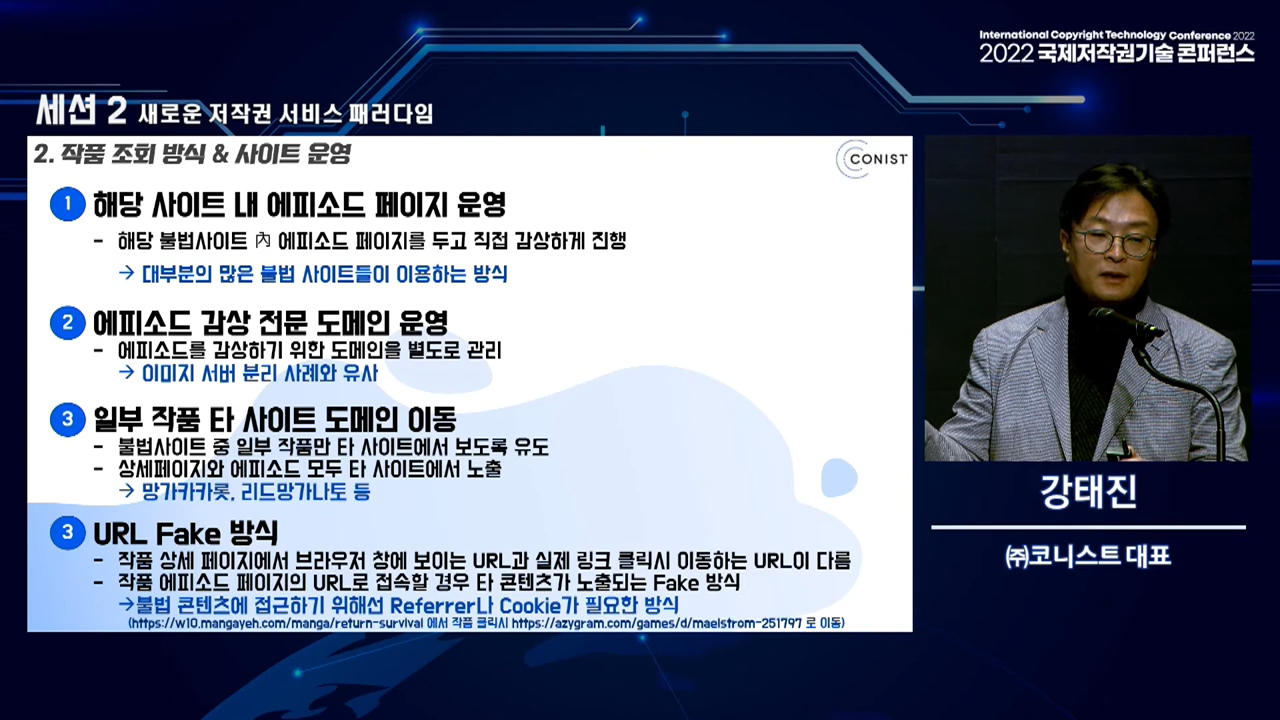 International Copyright Technology Conference 2022
2022 국제저작권기술 콘퍼런스
세션 2 새로운 저작권 서비스 패러다임
2. 작품 조회 방식 & 사이트 운영
CONIST
1 해당 사이트 내 에피소드 페이지 운영
- 해당 불법사이트 內 에피소드 페이지를 두고 직접 감상하게 진행
→ 대부분의 많은 불법 사이트들이 이용하는 방식
2 에피소드 감상 전문 도메인 운영
- 에피소드를 감상하기 위한 도메인을 별도로 관리
→ 이미지 서버 분리 사례와 유사
3 일부 작품 타 사이트 도메인 이동
- 불법사이트 중 일부 작품만 타 사이트에서 보도록 유도
- 상세페이지와 에피소드 모두 타 사이트에서 노출
→ 망가카카롯, 리드망가나토 등
3 URL Fake 방식
- 작품 상세 페이지에서 브라우저 창에 보이는 URL과 실제 링크 클릭시 이동하는 URL이 다름
- 작품 에피소드 페이지의 URL로 접속할 경우 타 콘텐츠가 노출되는 Fake 방식
→불법 콘텐츠에 접근하기 위해선 Referrer나 Cookie가 필요한 방식
(https://w10.mangayeh.com/manga/return-survival 에서 작품 클릭시 https://azygram.com/games/d/maelstrom-251797 로 이동)
강태진
㈜코니스트 대표